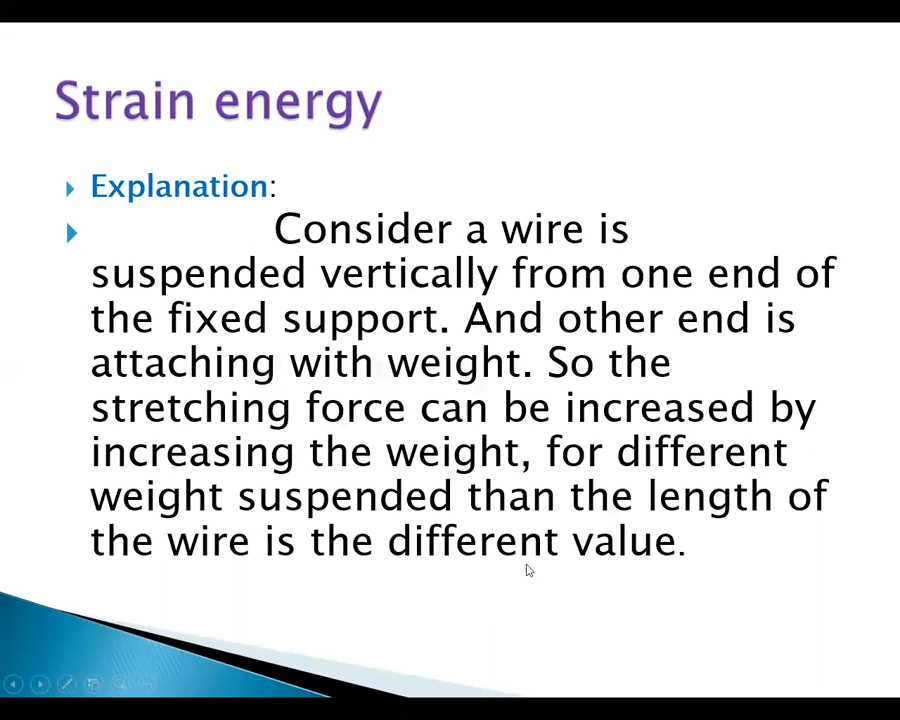 Strain energy
Explanation:
Consider a wire is
suspended vertically from one end of
the fixed support. And other end is
attaching with weight. So the
stretching force can be increased by
increasing the weight, for different
weight suspended than the length of
the wire is the different value.